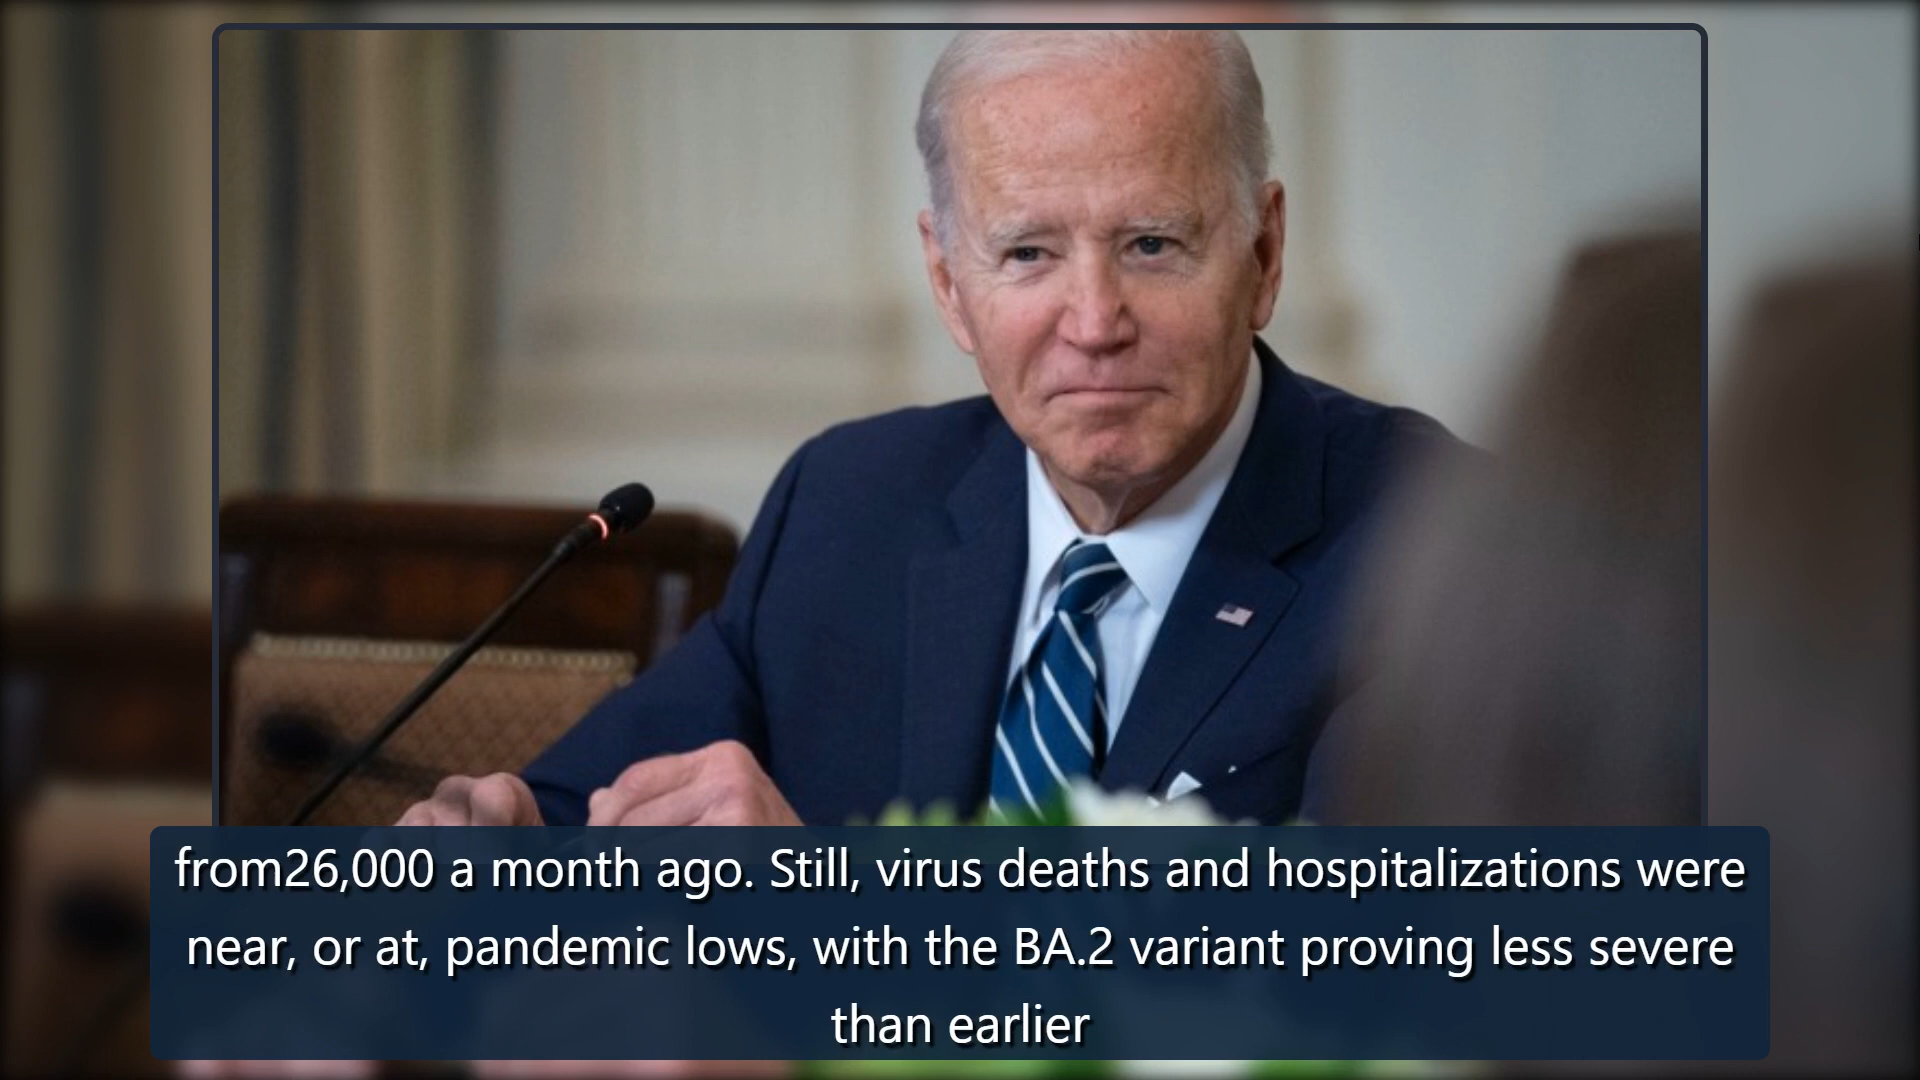 from26,000 a month ago. Still, virus deaths and hospitalizations were
near, or at, pandemic lows, with the BA.2 variant proving less severe
than earlier